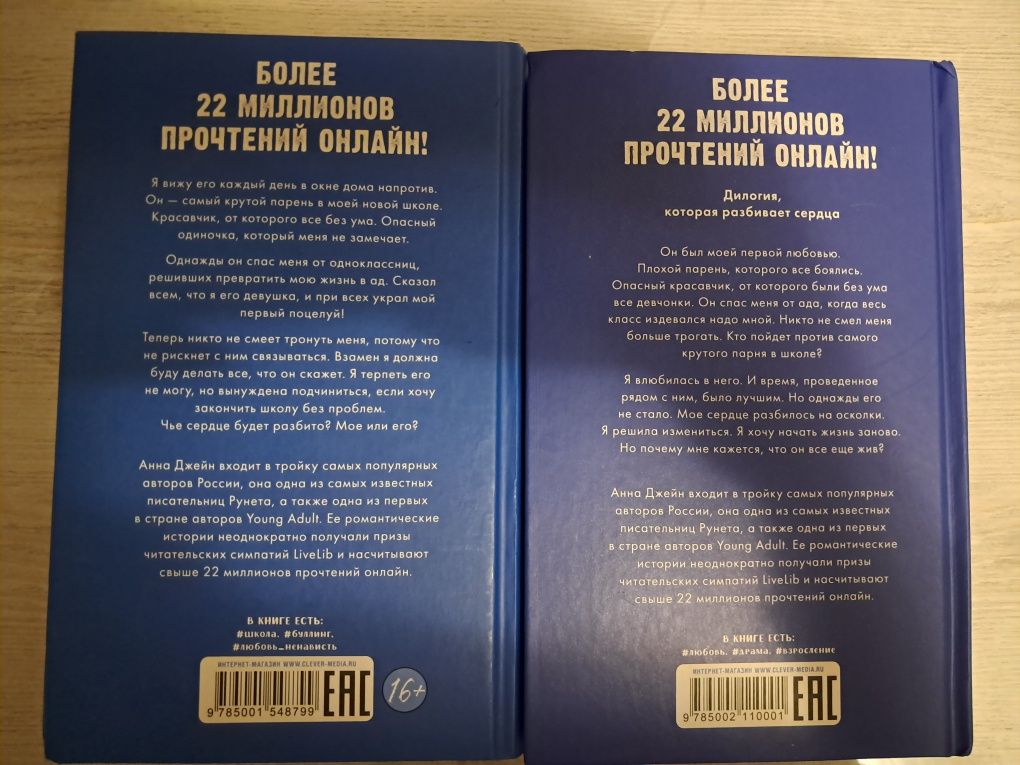 БОЛЕЕ
22 МИЛЛИОНОВ
ПРОЧТЕНИЙ ОНЛАЙН!
Я вижу его каждый день в окне дома напротив.
Он — самый крутой парень в моей новой школе.
Красавчик, от которого все без ума. Опасный
одиночка, который меня не замечает.
Однажды он спас меня от одноклассниц,
решивших превратить мою жизнь в ад. Сказал
всем, что я его девушка, и при всех украл мой
первый поцелуй!
Теперь никто не смеет тронуть меня, потому что
не рискнет с ним связываться. Взамен я должна
буду делать все, что он скажет. Я терпеть его
не могу, но вынуждена подчиниться, если хочу
закончить школу без проблем.
Чье сердце будет разбито? Мое или его?
Анна Джейн входит в тройку самых популярных
авторов России, она одна из самых известных
писательниц Рунета, а также одна из первых
в стране авторов Young Adult. Ее романтические
истории неоднократно получали призы
читательских симпатий LiveLib и насчитывают
свыше 22 миллионов прочтений онлайн.
В КНИГЕ ЕСТЬ:
#школа. #буллинг.
#любовь_ненависть
ИНТЕРНЕТ-МАГАЗИН WWW.CLEVER-MEDIA.RU
9 785001 548799
EAC
16+
БОЛЕЕ
22 МИЛЛИОНОВ
ПРОЧТЕНИЙ ОНЛАЙН!
Дилогия,
которая разбивает сердца
Он был моей первой любовью.
Плохой парень, которого все боялись.
Опасный красавчик, от которого были без ума
все девчонки. Он спас меня от ада, когда весь
класс издевался надо мной. Никто не смел меня
больше трогать. Кто пойдет против самого
крутого парня в школе?
Я влюбилась в него. И время, проведенное
рядом с ним, было лучшим. Но однажды его
не стало. Мое сердце разбилось на осколки.
Я решила измениться. Я хочу начать жизнь заново.
Но почему мне кажется, что он все еще жив?
Анна Джейн входит в тройку самых популярных
авторов России, она одна из самых известных
писательниц Рунета, а также одна из первых
в стране авторов Young Adult. Ее романтические
истории неоднократно получали призы
читательских симпатий LiveLib и насчитывают
свыше 22 миллионов прочтений онлайн.
В КНИГЕ ЕСТЬ:
#любовь. #драма. #взросление
ИНТЕРНЕТ-МАГАЗИН WWW.CLEVER-MEDIA.RU
9 785002 110001
EAC